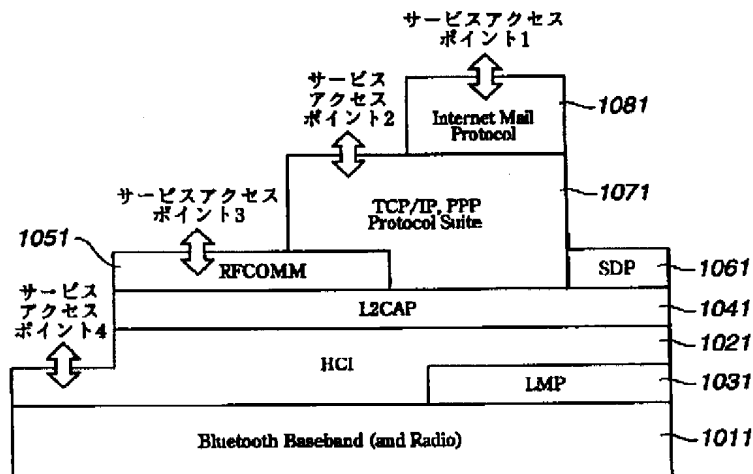 サービスアクセス
ポイント1
サービス
アクセス
ポイント2
1081
Internet Mail
Protocol
サービスアクセス
ポイント3
TCP/IP, PPP
Protocol Suite
1071
1051
RFCOMM
SDP
1061
サービス
アクセス
ポイント4
L2CAP
1041
1021
HCI
LMP
1031
Bluetooth Baseband (and Radio)
1011